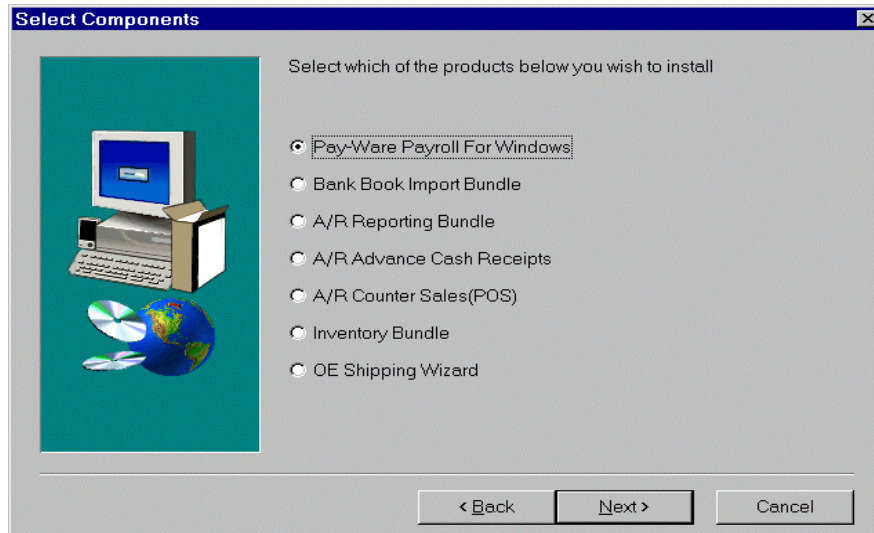 Select Components
Select which of the products below you wish to install
Pay-Ware Payroll For Windows
Bank Book Import Bundle
A/R Reporting Bundle
A/R Advance Cash Receipts
A/R Counter Sales(POS)
Inventory Bundle
OE Shipping Wizard
< Back Next > Cancel